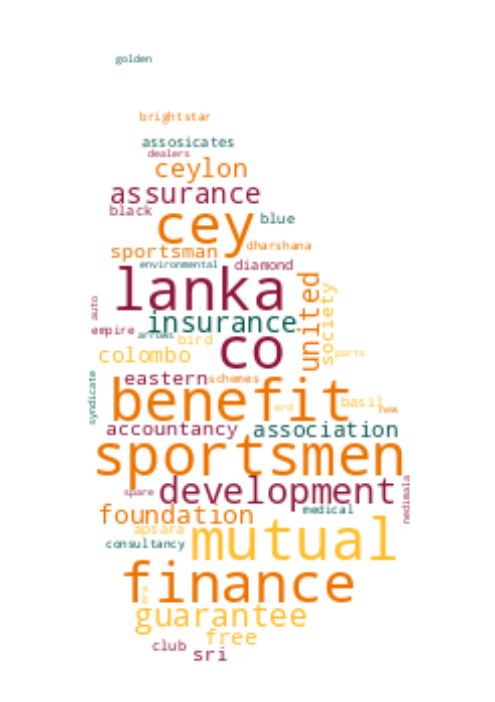 golden
brightstar
assosicates
dealers
ceylon
assurance
black
cey
blue
sportsman
dharshana
environmental
diamond
lanka
auto
united
society
insurance
empire
arrows
bird
co
colombo
parts
eastern
schemes
syndicate
benefit
erd
basil
new
accountancy
association
sportsmen
spare
development
nedimala
foundation
medical
apsara
mutual
consultancy
finance
era
guarantee
free
club
sri